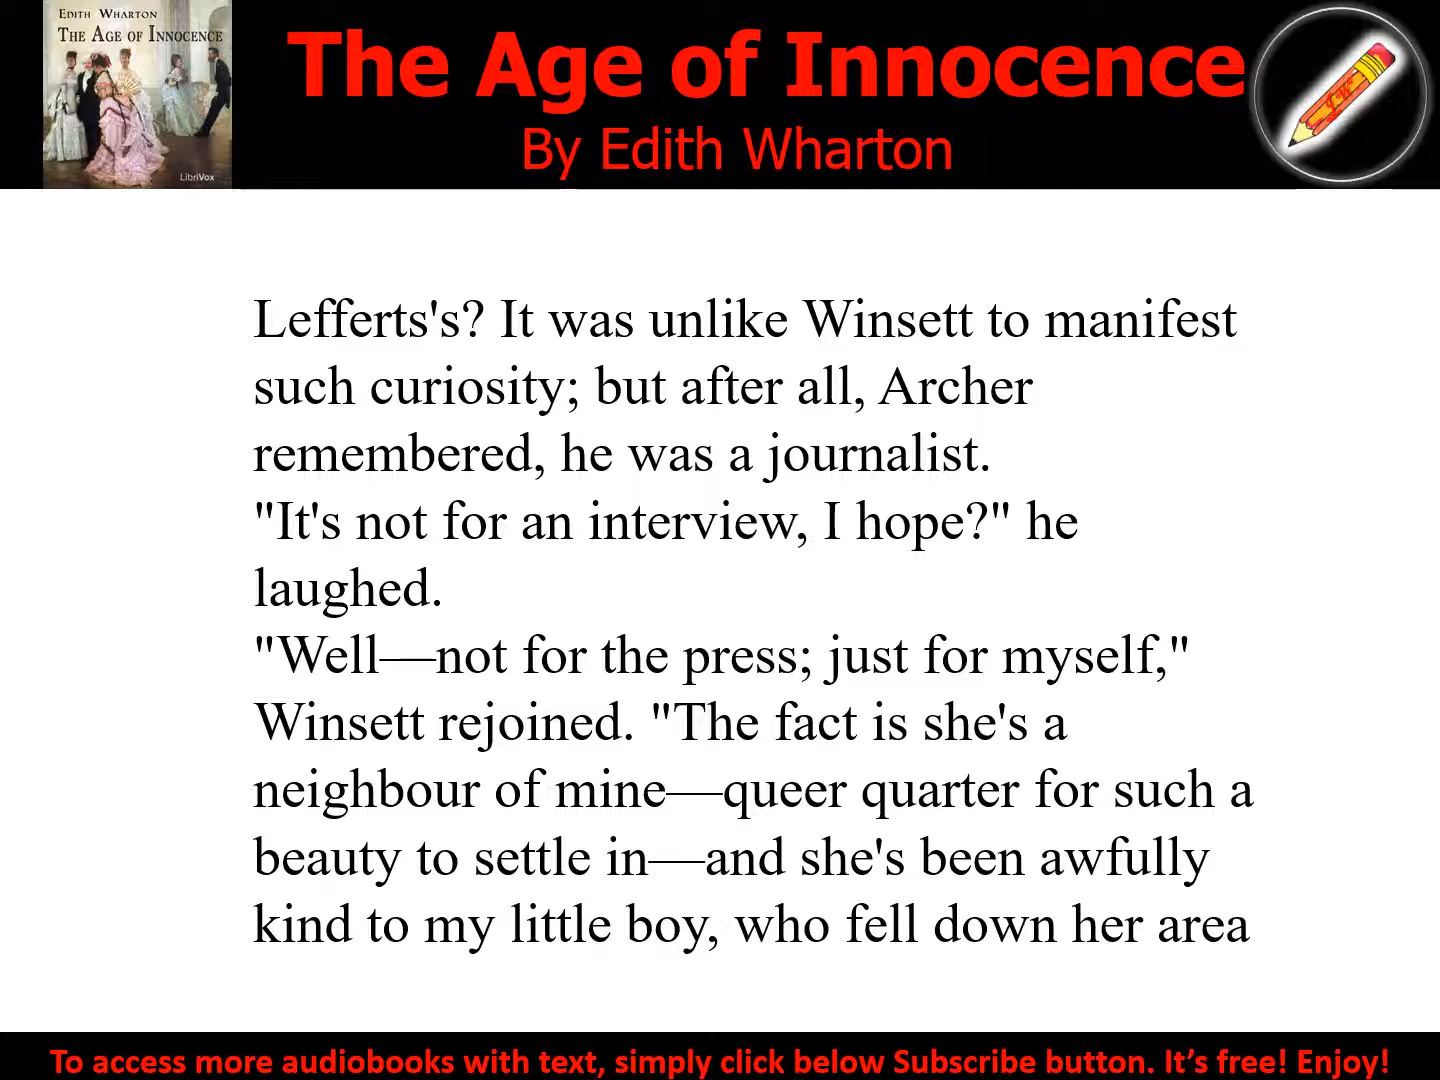 EDITH WHARTON
THE AGE OF INNOCENCE
LibriVox
The Age of Innocence
By Edith Wharton
Lefferts's? It was unlike Winsett to manifest
such curiosity; but after all, Archer
remembered, he was a journalist.
"It's not for an interview, I hope?" he
laughed.
"Well—not for the press; just for myself,"
Winsett rejoined. "The fact is she's a
neighbour of mine—queer quarter for such a
beauty to settle in—and she's been awfully
kind to my little boy, who fell down her area
To access more audiobooks with text, simply click below Subscribe button. It’s free! Enjoy!